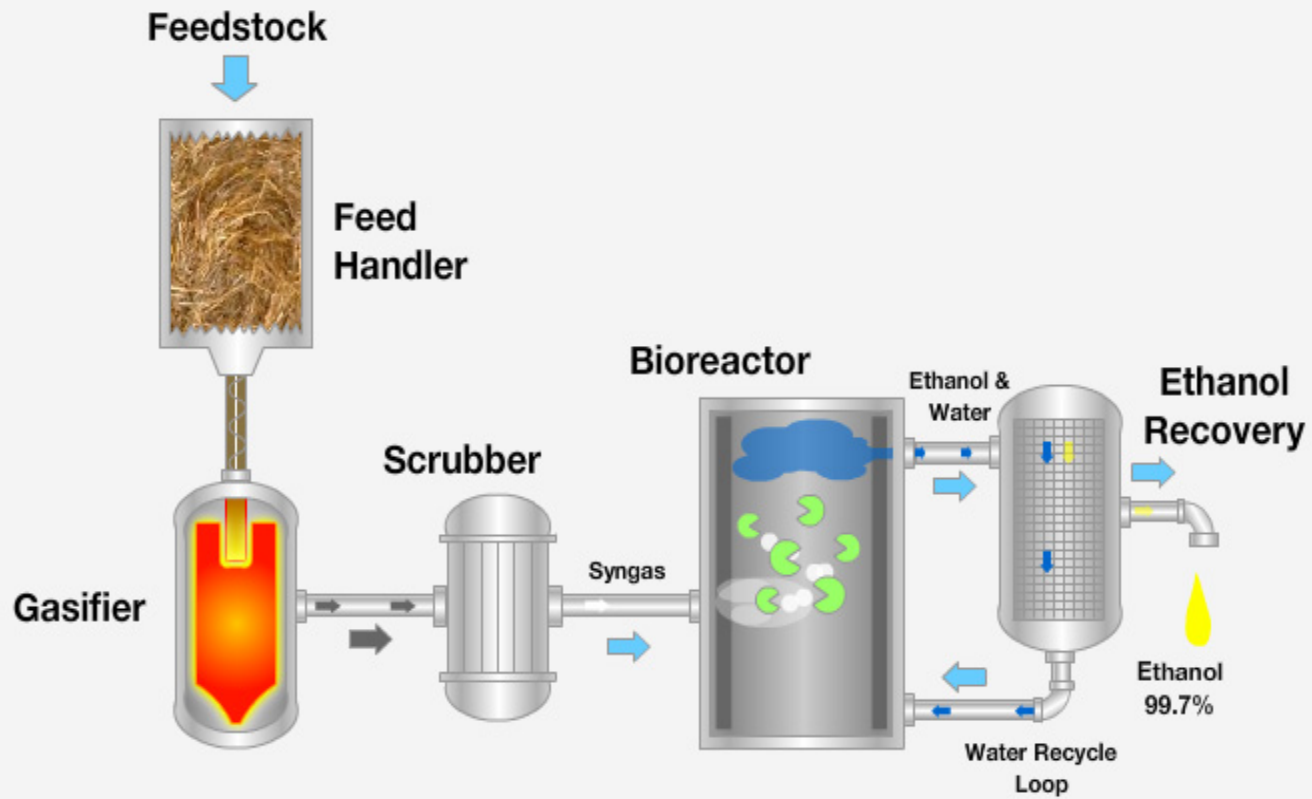 Feedstock
Feed
Handler
Bioreactor
Ethanol &
Water
Ethanol
Recovery
Scrubber
Syngas
Gasifier
Ethanol
99.7%
Water Recycle
Loop